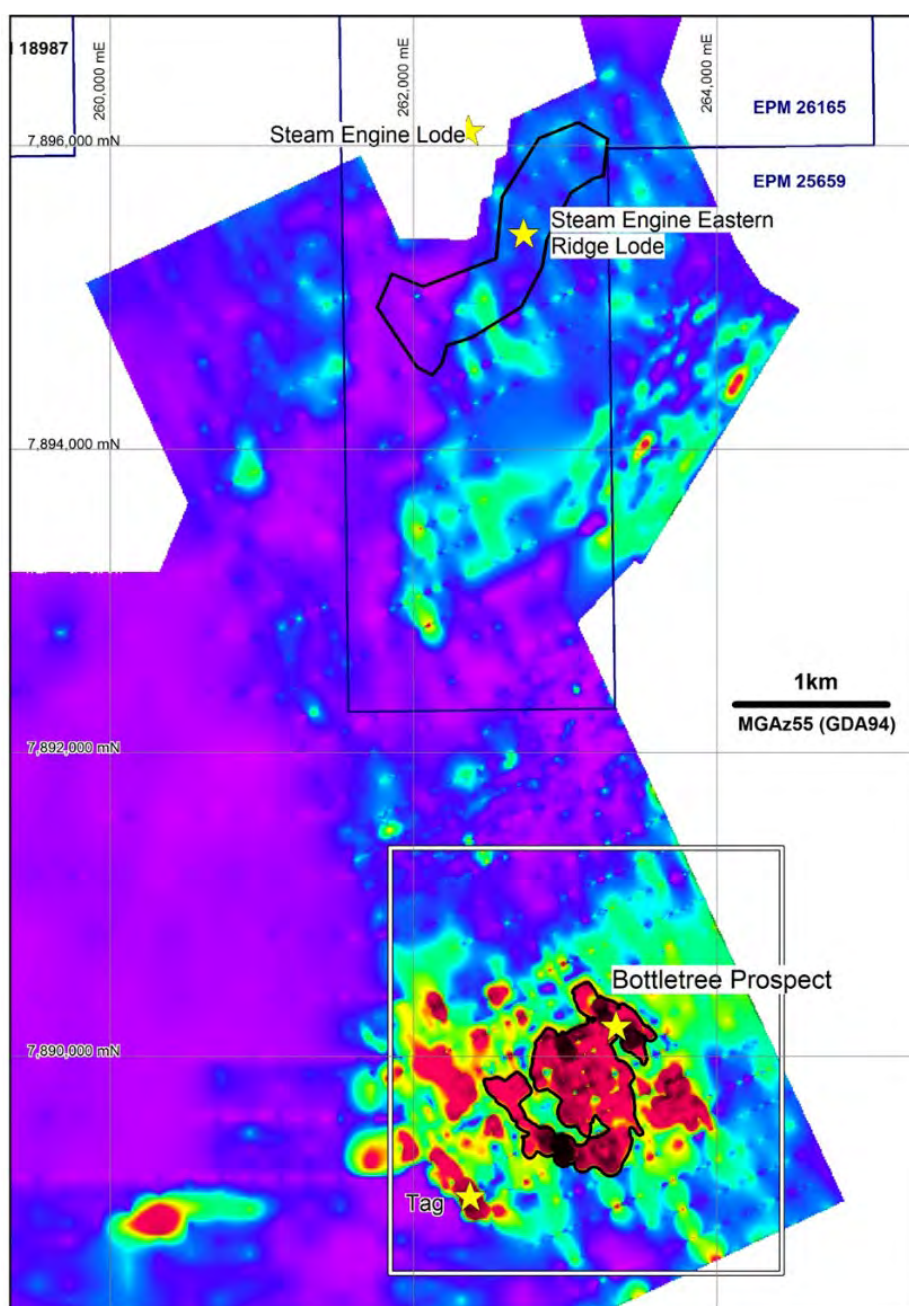 18987
260,000 mE
262,000 mE
264,000 mE
EPM 26165
Steam Engine Lode
7,896,000 mN
EPM 25659
Steam Engine Eastern
Ridge Lode
7,894,000 mN
1km
MGAz55 (GDA94)
7,892,000 mN
Bottletree Prospect
7,890,000 mN
Tag